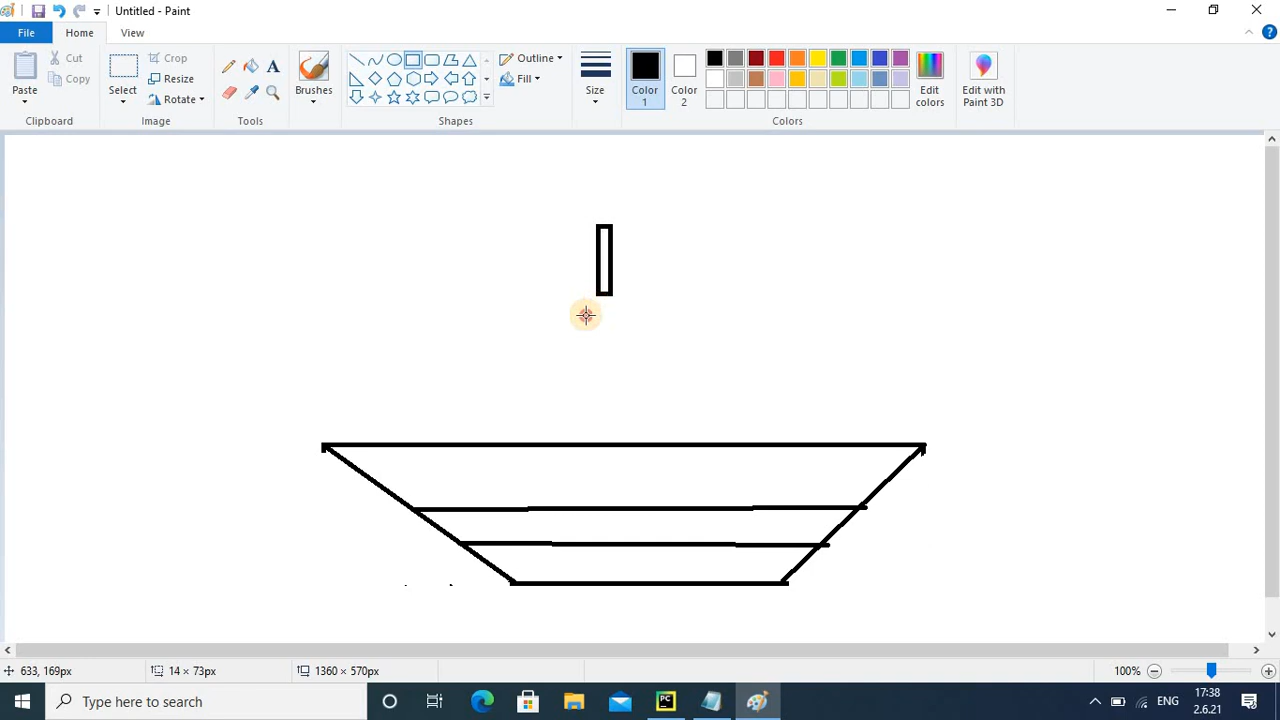 Untitled - Paint
File Home View
Paste
Cut
Copy
Clipboard
Select
Crop
Resize
Rotate
Image
A
Tools
Brushes
Outline
Fill
Shapes
Size
Color 1
Color 2
Edit colors
Colors
Edit with Paint 3D
633, 169px
14 × 73px
1360 × 570px
100%
Type here to search
PC
ENG
17:38
2.6.21